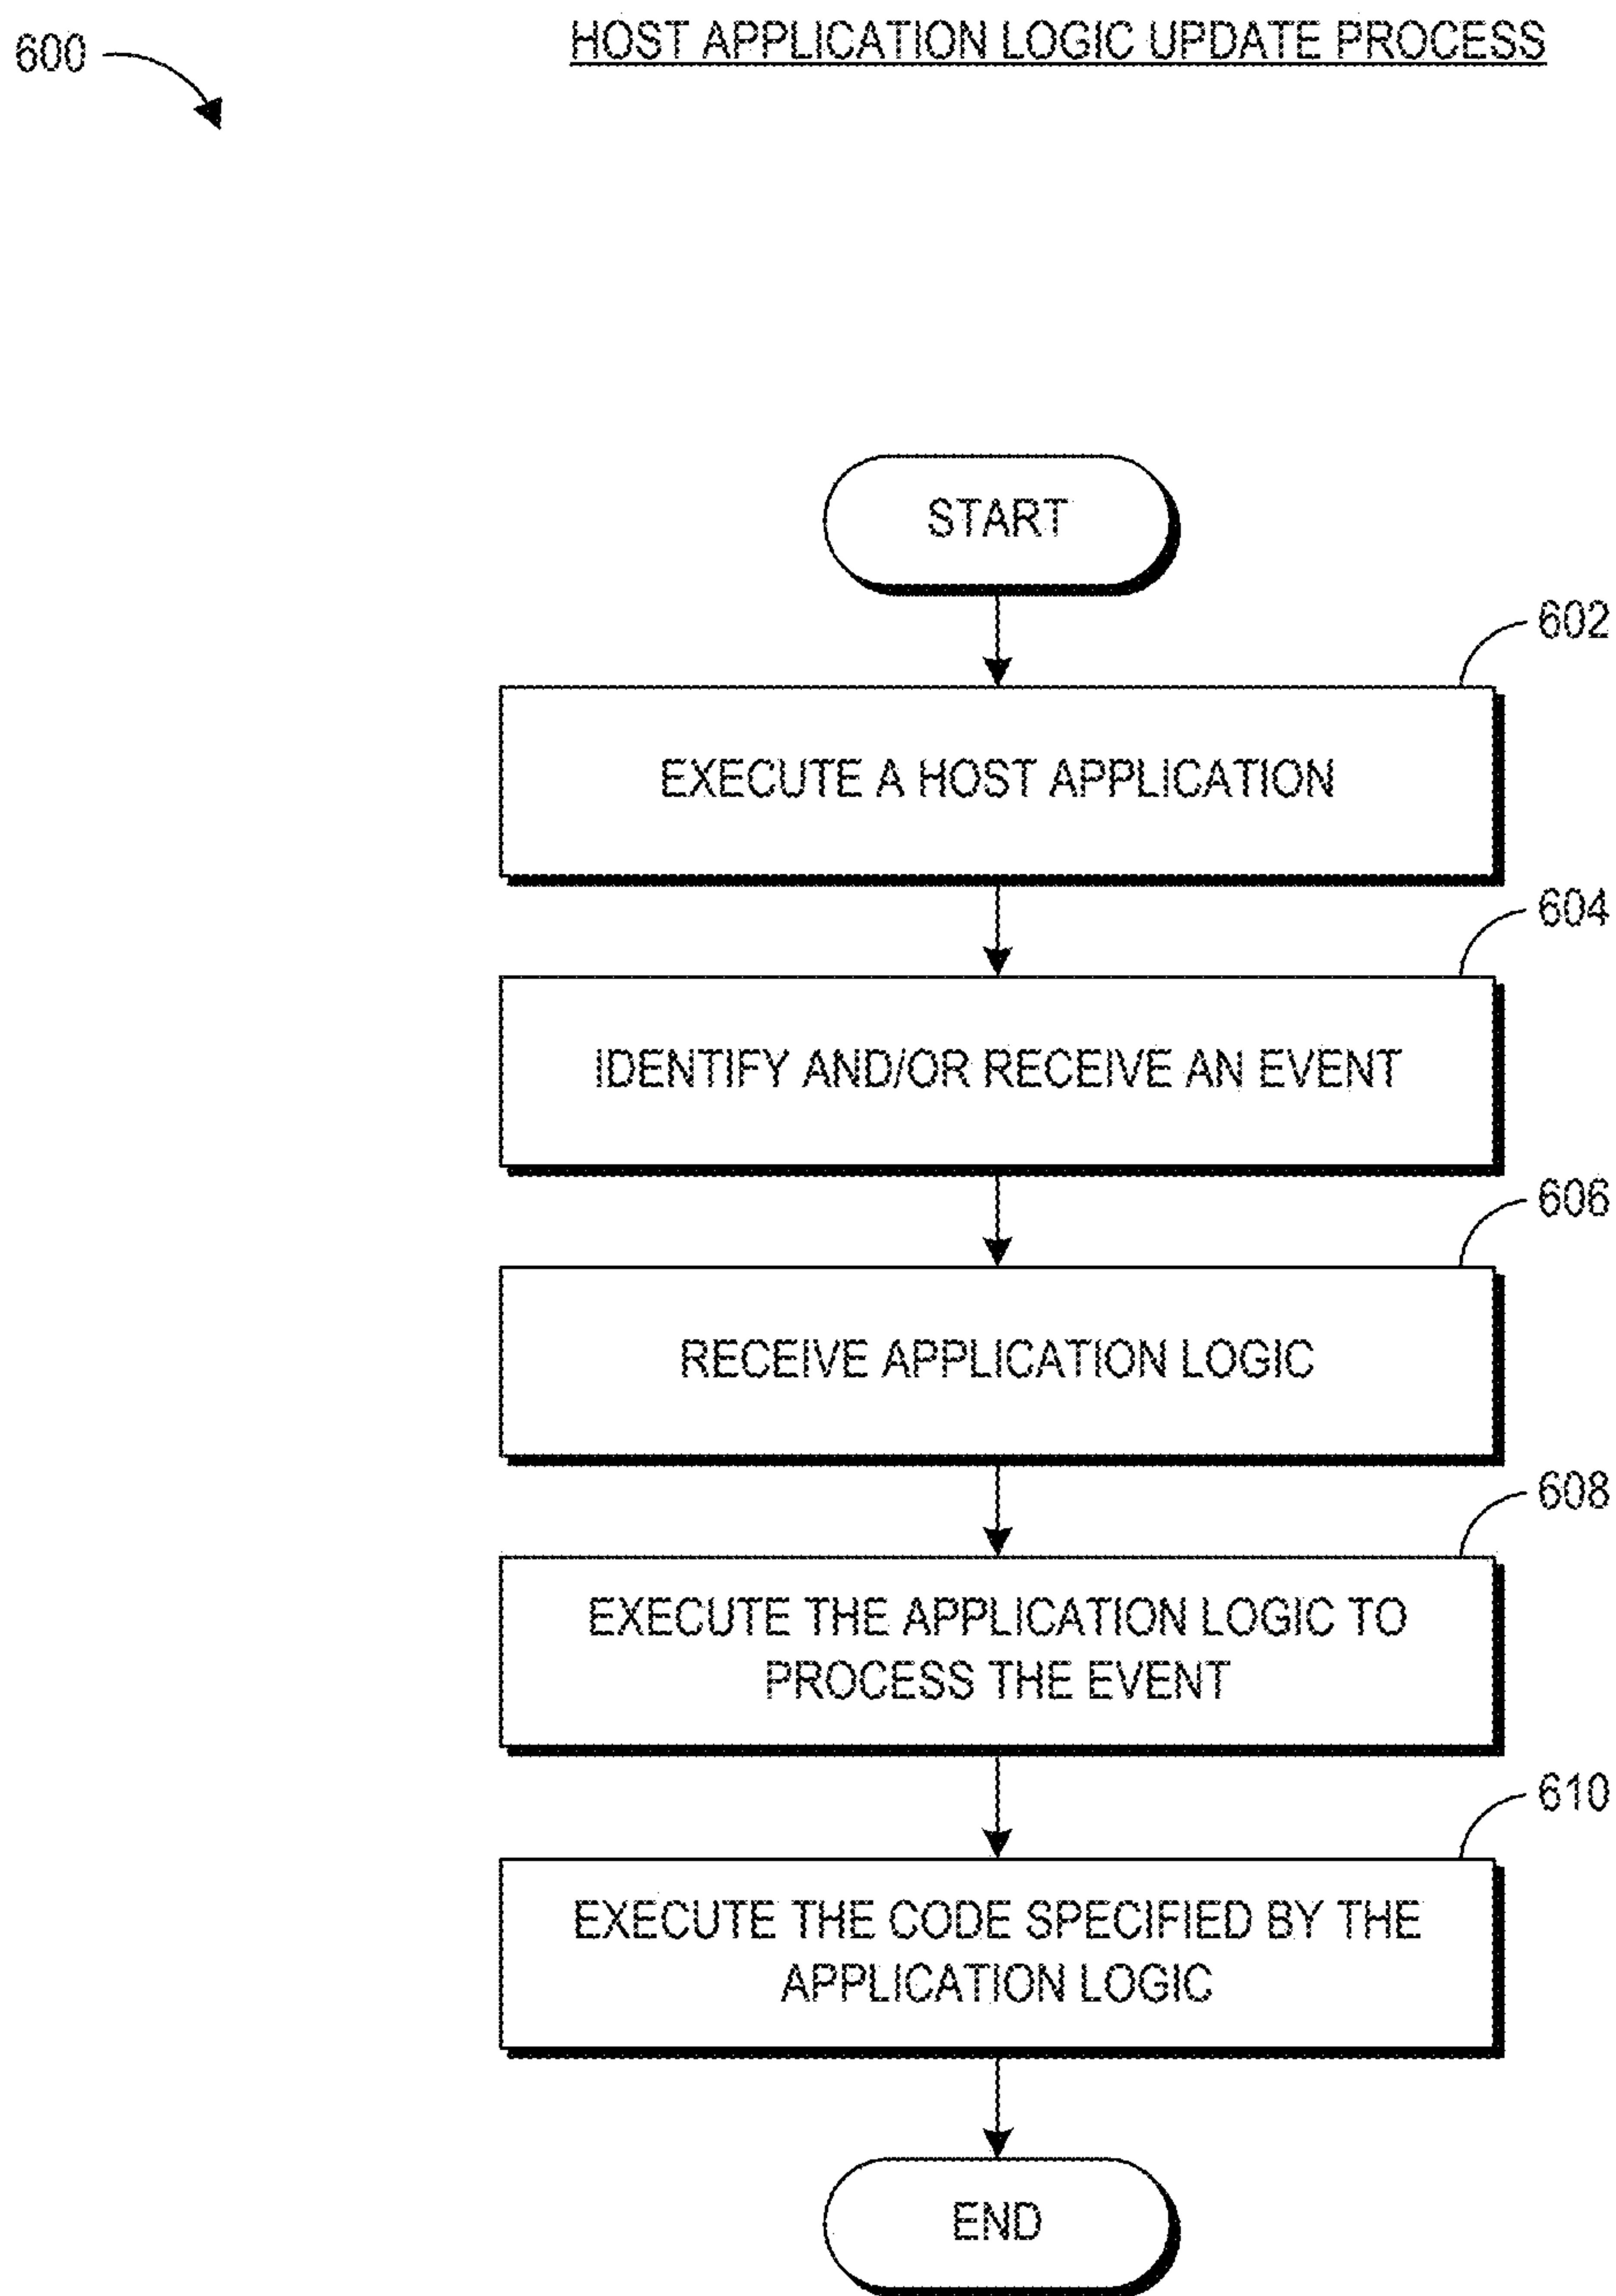 600
HOST APPLICATION LOGIC UPDATE PROCESS
START
602
EXECUTE A HOST APPLICATION
604
IDENTIFY AND/OR RECEIVE AN EVENT
606
RECEIVE APPLICATION LOGIC
608
EXECUTE THE APPLICATION LOGIC TO
PROCESS THE EVENT
610
EXECUTE THE CODE SPECIFIED BY THE
APPLICATION LOGIC
END